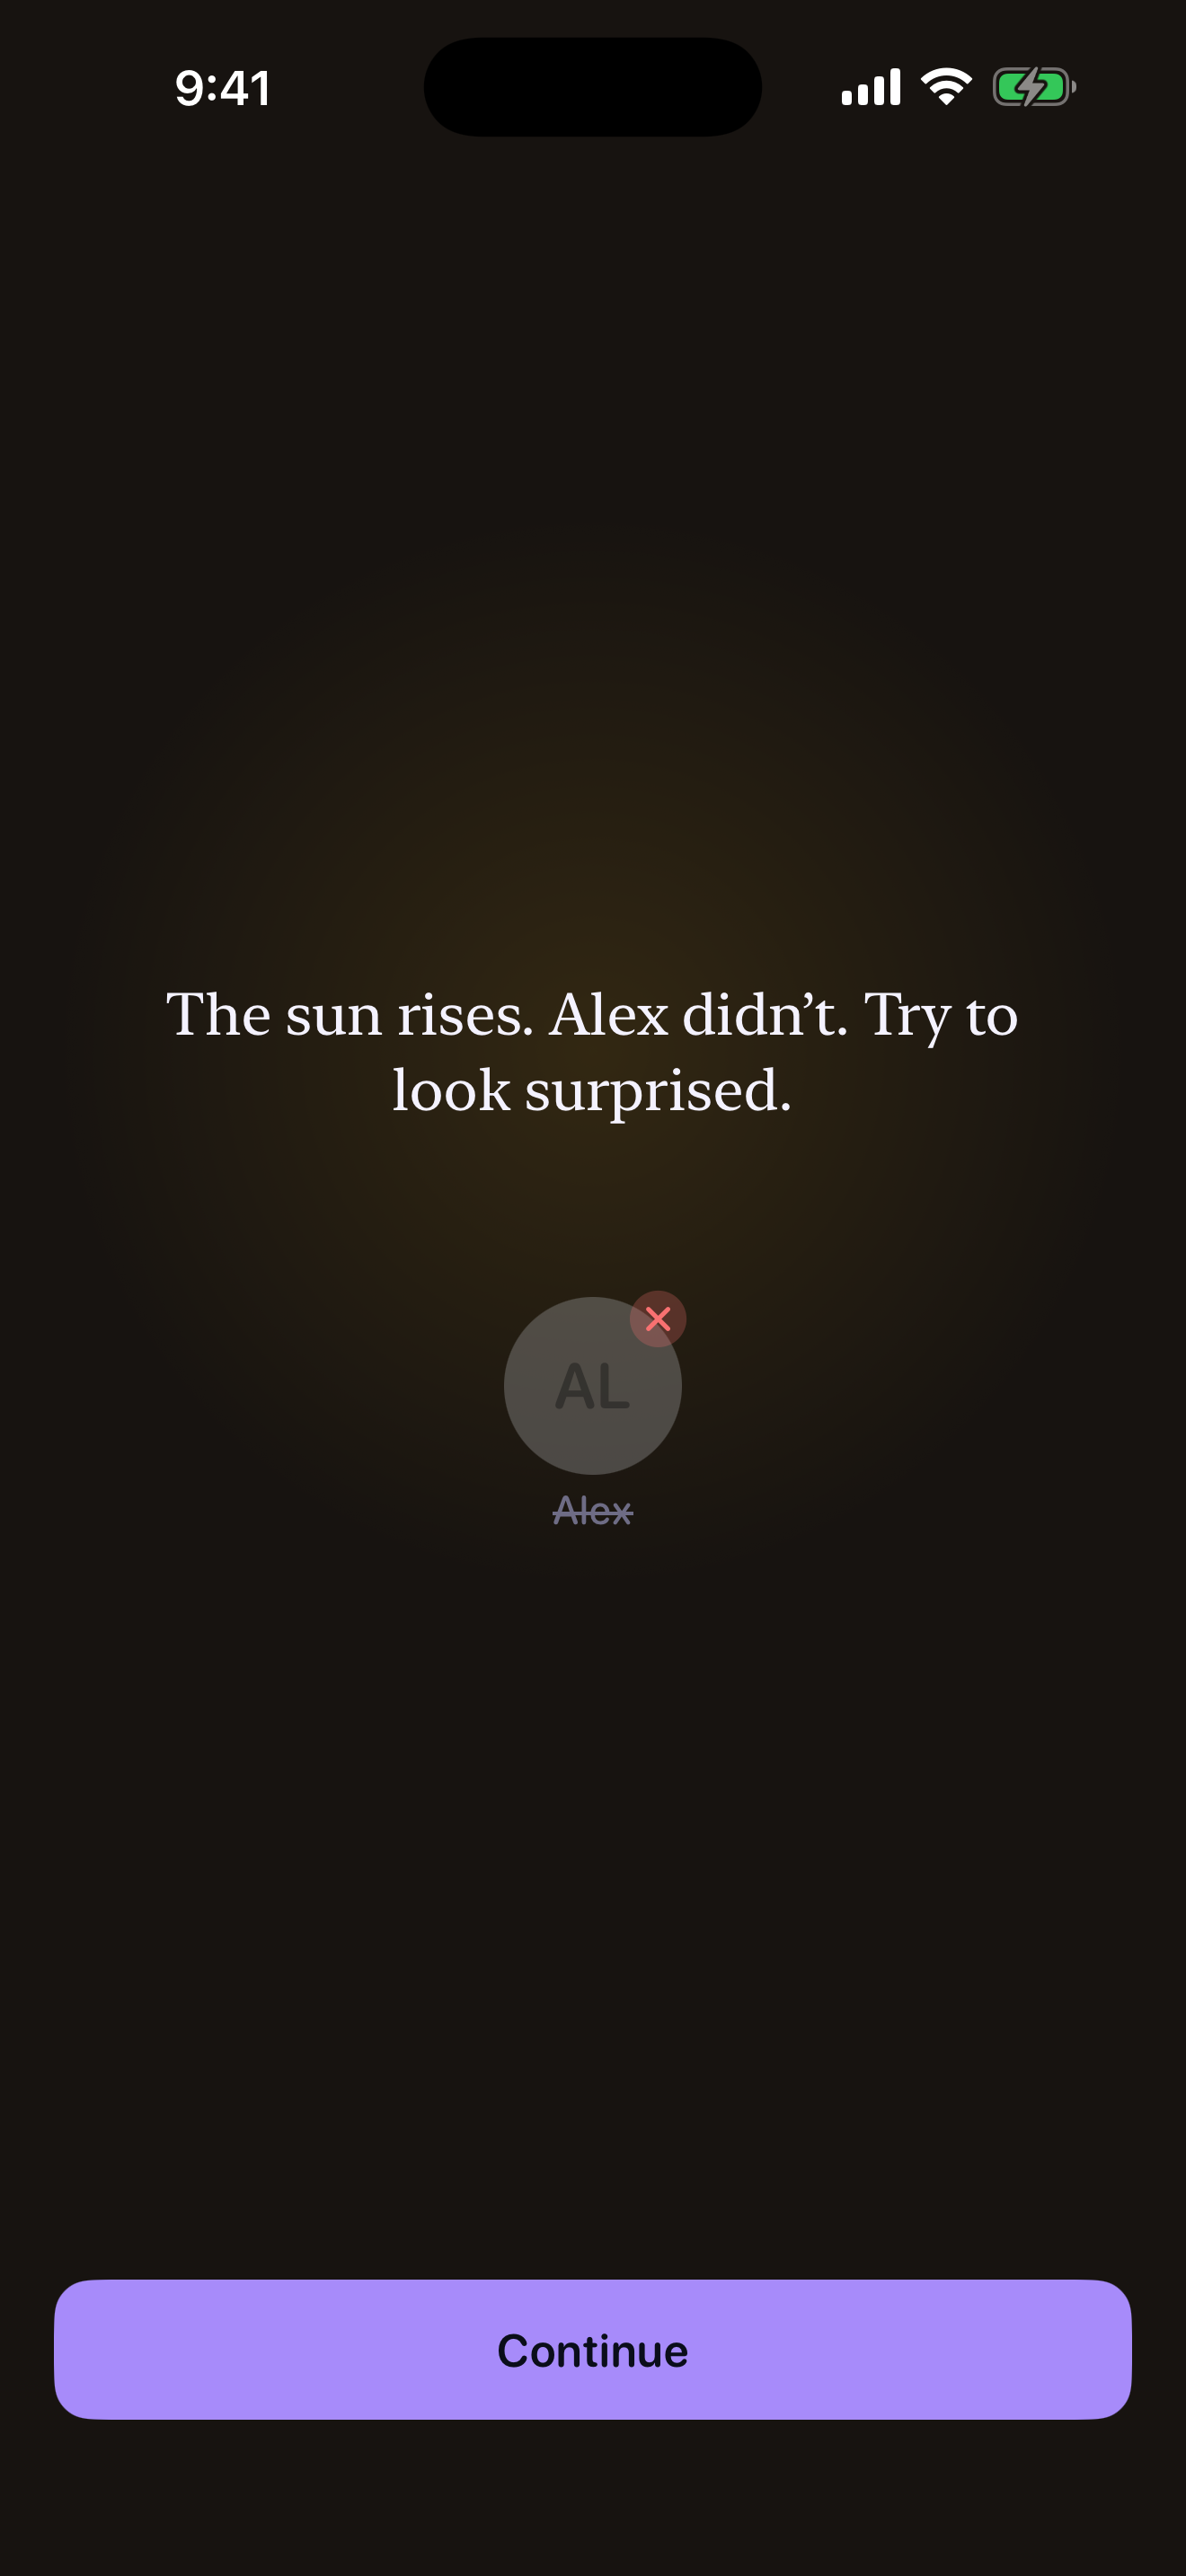 9:41
The sun rises. Alex didn’t. Try to
look surprised.
AL
Alex
Continue